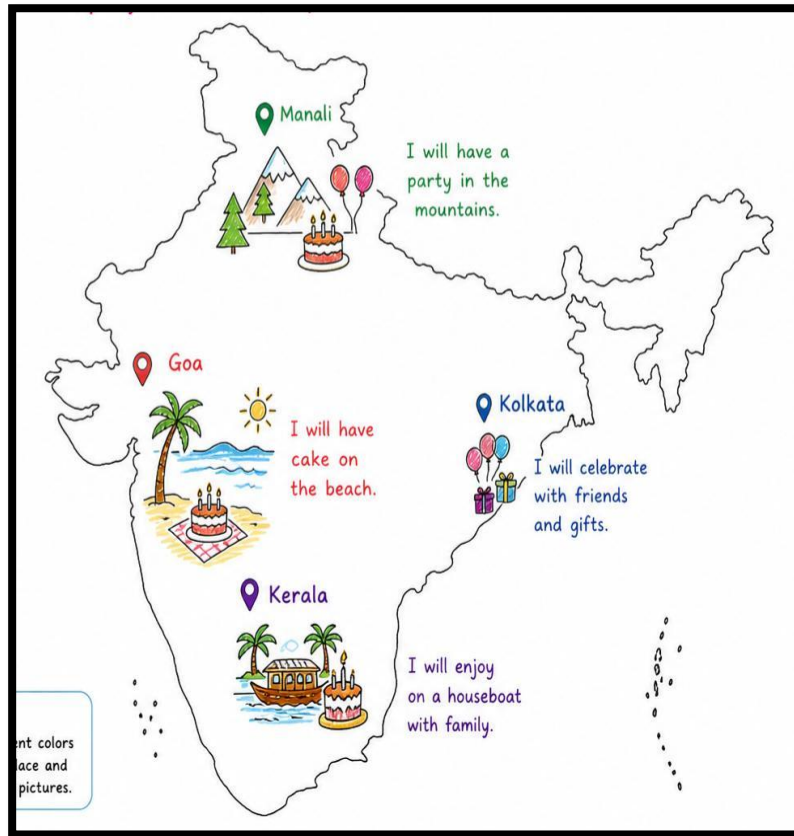 Manali
I will have a
party in the
mountains.
Goa
I will have
cake on
the beach.
Kolkata
I will celebrate
with friends
and gifts.
Kerala
I will enjoy
on a houseboat
with family.
ent colors
lace and
pictures.